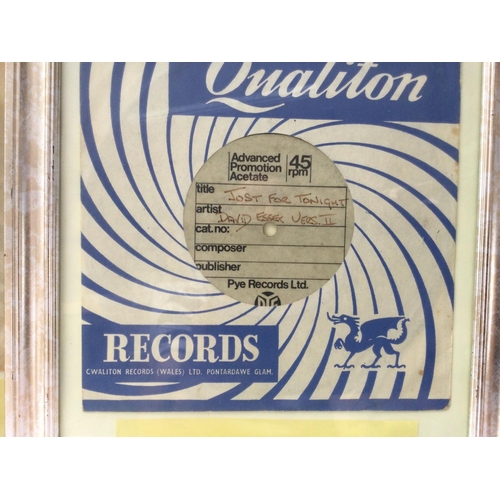 Qualiton
Advanced
Promotion
Acetate
45
rpm
title JUST FOR TONIGHT
artist DAVID ESSEX VERS. II
cat.no:
composer
publisher
Pye Records Ltd.
RECORDS
CWALITON RECORDS (WALES) LTD. PONTARDAWE GLAM.